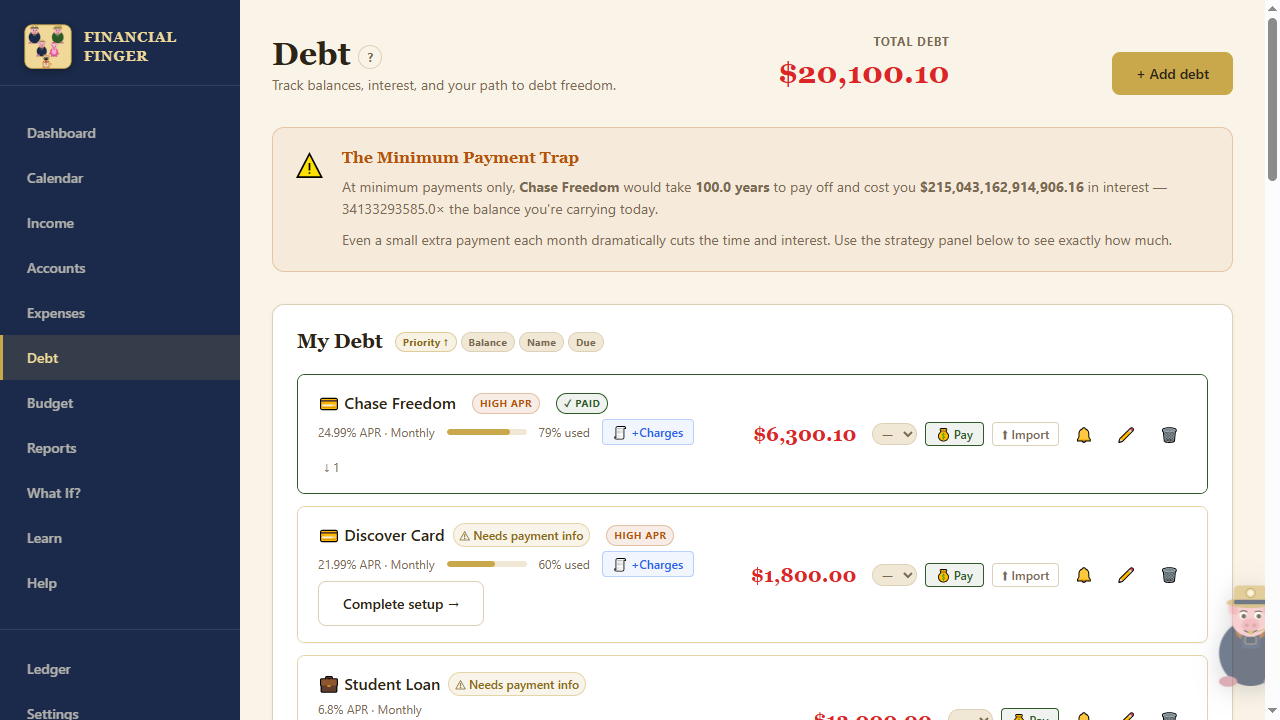 FINANCIAL
FINGER
Dashboard
Calendar
Income
Accounts
Expenses
Debt
Budget
Reports
What If?
Learn
Help
Ledger
Settings
Debt ?
Track balances, interest, and your path to debt freedom.
TOTAL DEBT
$20,100.10
+ Add debt
The Minimum Payment Trap
At minimum payments only, Chase Freedom would take 100.0 years to pay off and cost you $215,043,162,914,906.16 in interest —
34133293585.0× the balance you're carrying today.
Even a small extra payment each month dramatically cuts the time and interest. Use the strategy panel below to see exactly how much.
My Debt Priority ↑ Balance Name Due
Chase Freedom HIGH APR ✓ PAID
24.99% APR · Monthly 79% used +Charges
↓ 1
$6,300.10 — Pay ⬆ Import
Discover Card ⚠ Needs payment info HIGH APR
21.99% APR · Monthly 60% used +Charges
Complete setup →
$1,800.00 — Pay ⬆ Import
Student Loan ⚠ Needs payment info
6.8% APR · Monthly
$12,000.00 Pay